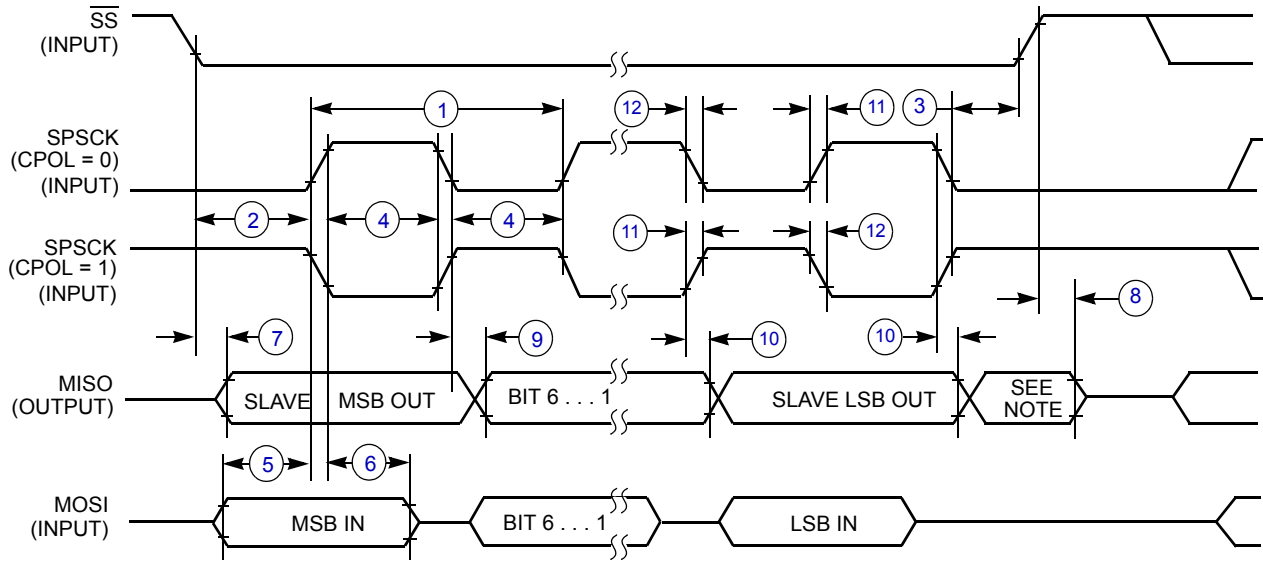 SS
(INPUT)
1
12
11
3
SPSCK
(CPOL = 0)
(INPUT)
2
4
4
11
12
SPSCK
(CPOL = 1)
(INPUT)
7
9
10
10
8
MISO
(OUTPUT)
SLAVE MSB OUT
BIT 6 . . . 1
SLAVE LSB OUT
SEE
NOTE
5
6
MOSI
(INPUT)
MSB IN
BIT 6 . . . 1
LSB IN